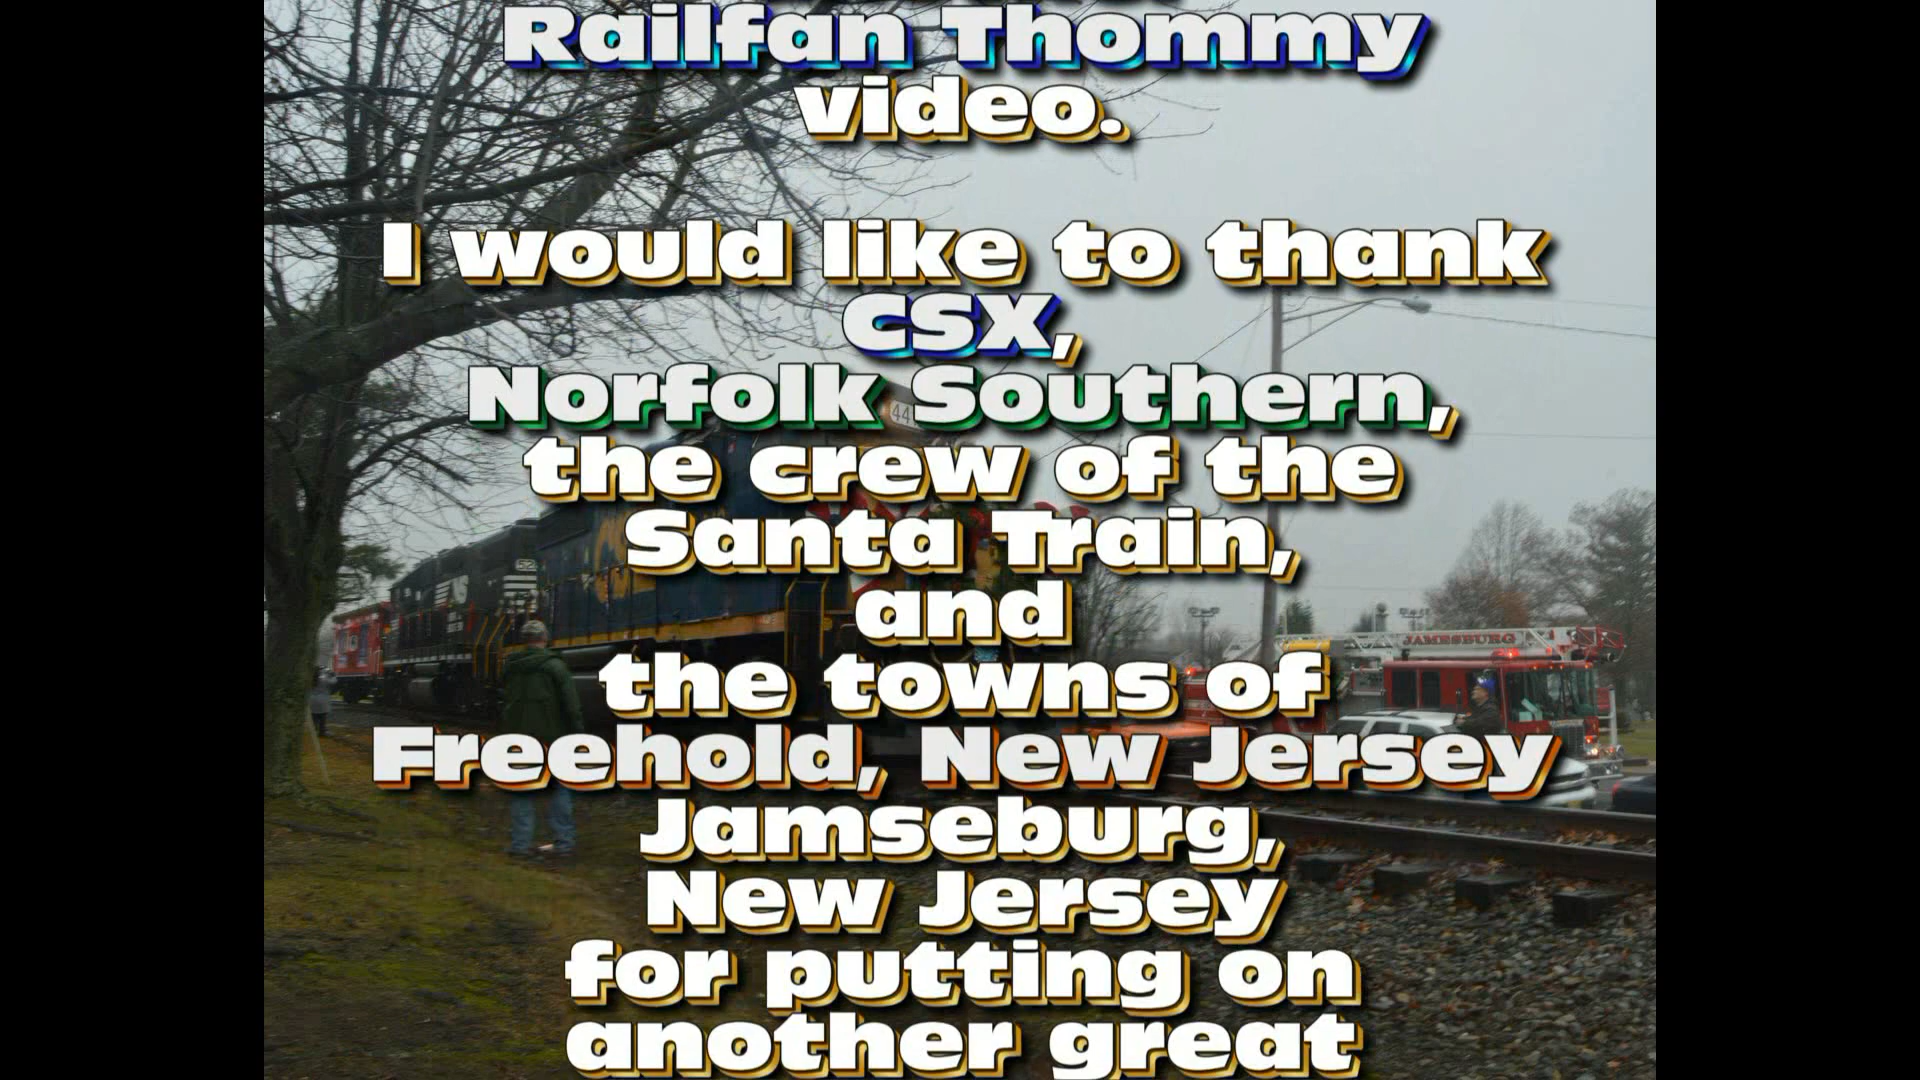 Railfan Thommy
video.
I would like to thank
CSX,
Norfolk Southern,
the crew of the
Santa Train,
and
the towns of
Freehold, New Jersey
Jamseburg,
New Jersey
for putting on
another great
JAMESBURG